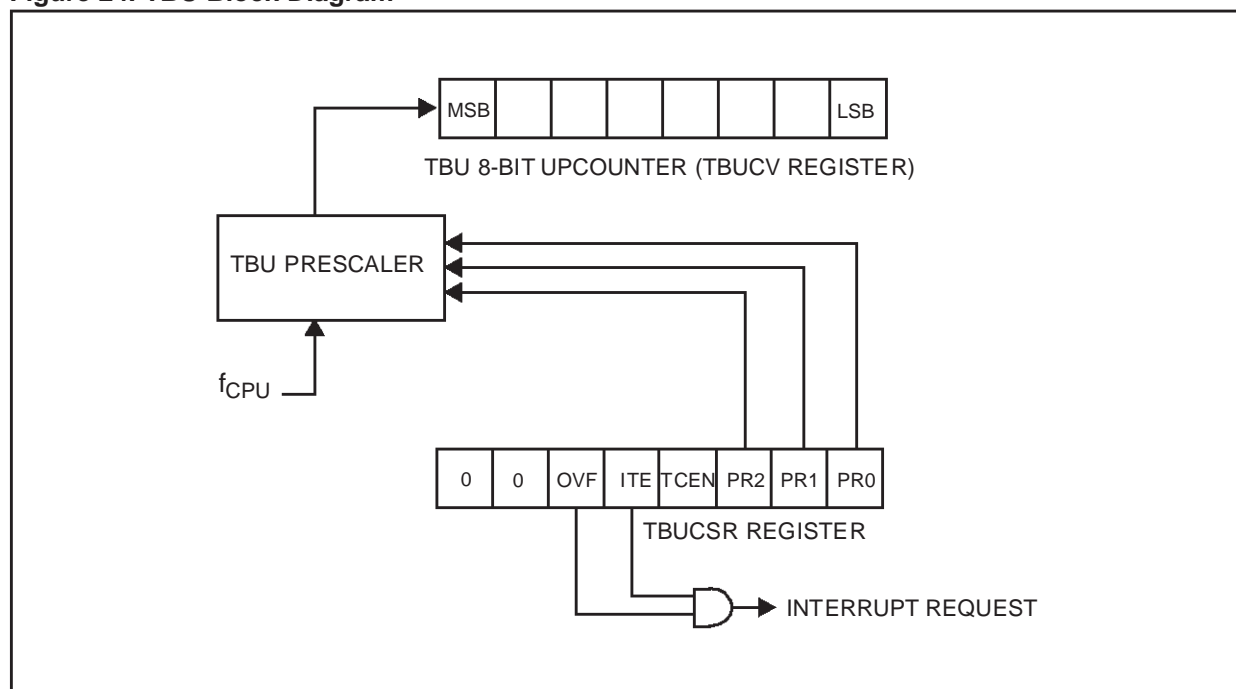 MSB LSB
TBU 8-BIT UPCOUNTER (TBUCV REGISTER)
TBU PRESCALER
fCPU
0 0 OVF ITE TCEN PR2 PR1 PR0
TBUCSR REGISTER
INTERRUPT REQUEST